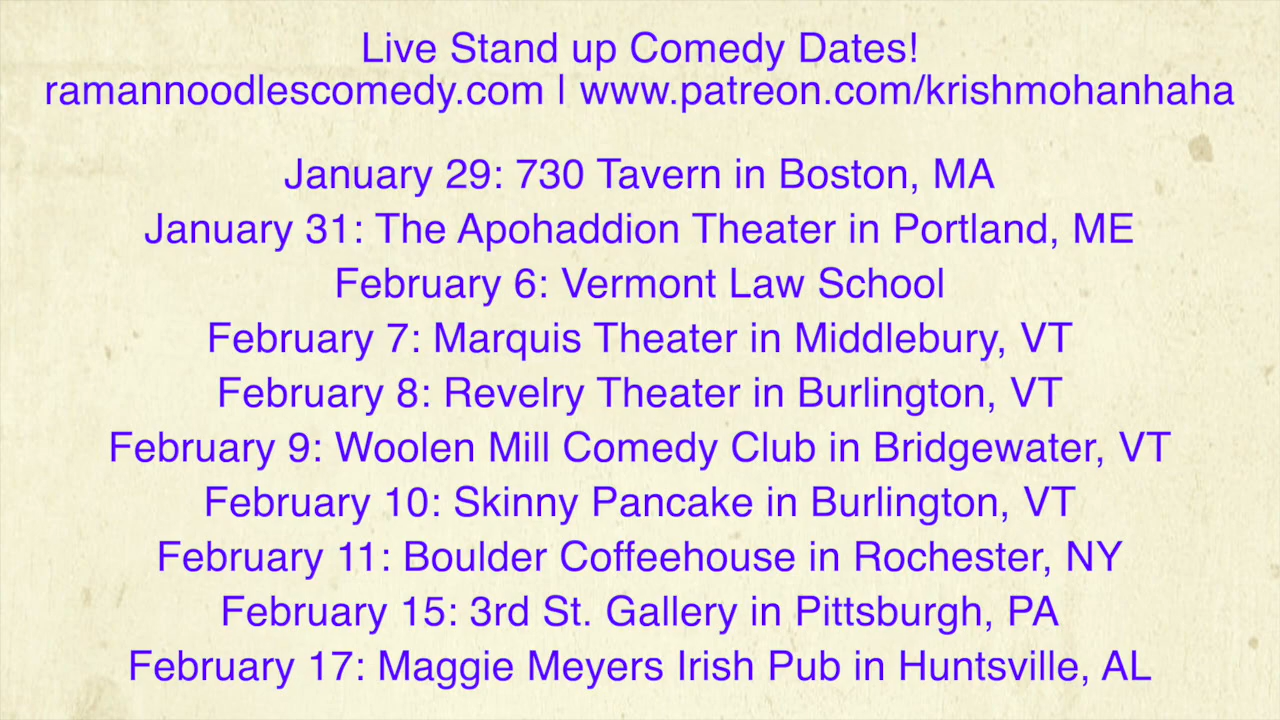 Live Stand up Comedy Dates!
ramannoodlescomedy.com | www.patreon.com/krishmohanhaha
January 29: 730 Tavern in Boston, MA
January 31: The Apohaddion Theater in Portland, ME
February 6: Vermont Law School
February 7: Marquis Theater in Middlebury, VT
February 8: Revelry Theater in Burlington, VT
February 9: Woolen Mill Comedy Club in Bridgewater, VT
February 10: Skinny Pancake in Burlington, VT
February 11: Boulder Coffeehouse in Rochester, NY
February 15: 3rd St. Gallery in Pittsburgh, PA
February 17: Maggie Meyers Irish Pub in Huntsville, AL